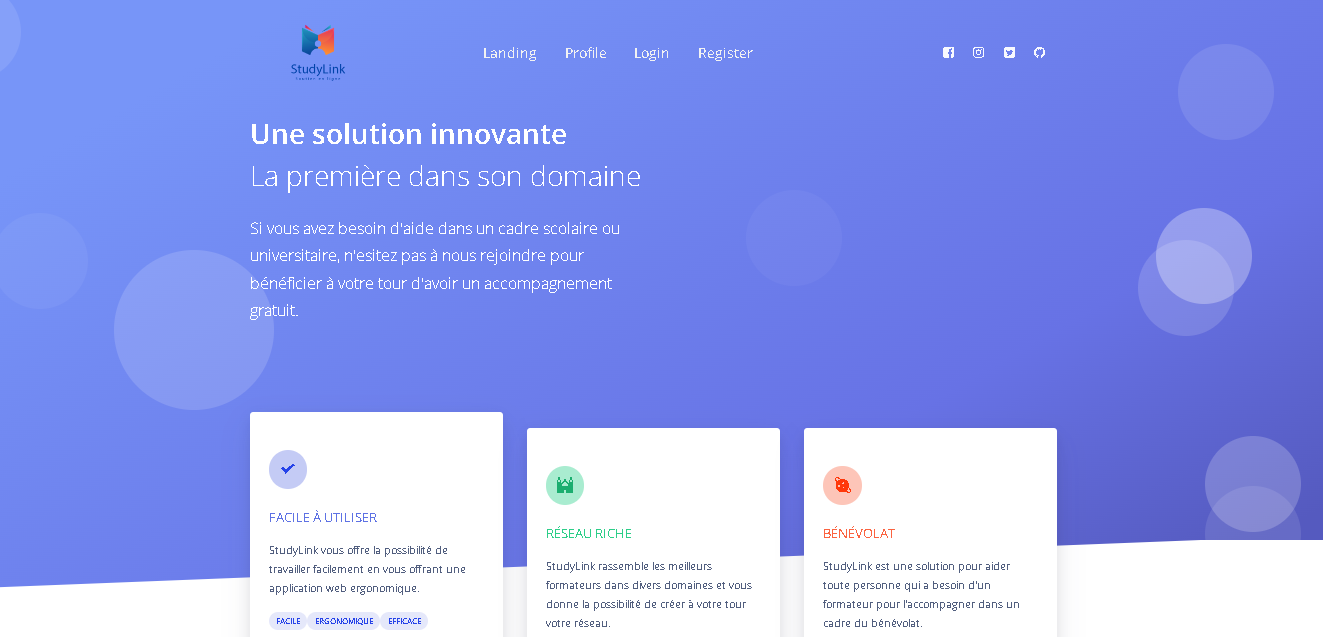 StudyLink
Landing Profile Login Register
Une solution innovante
La première dans son domaine
Si vous avez besoin d'aide dans un cadre scolaire ou
universitaire, n'esitez pas à nous rejoindre pour
bénéficier à votre tour d'avoir un accompagnement
gratuit.
FACILE À UTILISER
StudyLink vous offre la possibilité de
travailler facilement en vous offrant une
application web ergonomique.
FACILE ERGONOMIQUE EFFICACE
RÉSEAU RICHE
StudyLink rassemble les meilleurs
formateurs dans divers domaines et vous
donne la possibilité de créer à votre tour
votre réseau.
BÉNÉVOLAT
StudyLink est une solution pour aider
toute personne qui a besoin d'un
formateur pour l'accompagner dans un
cadre du bénévolat.